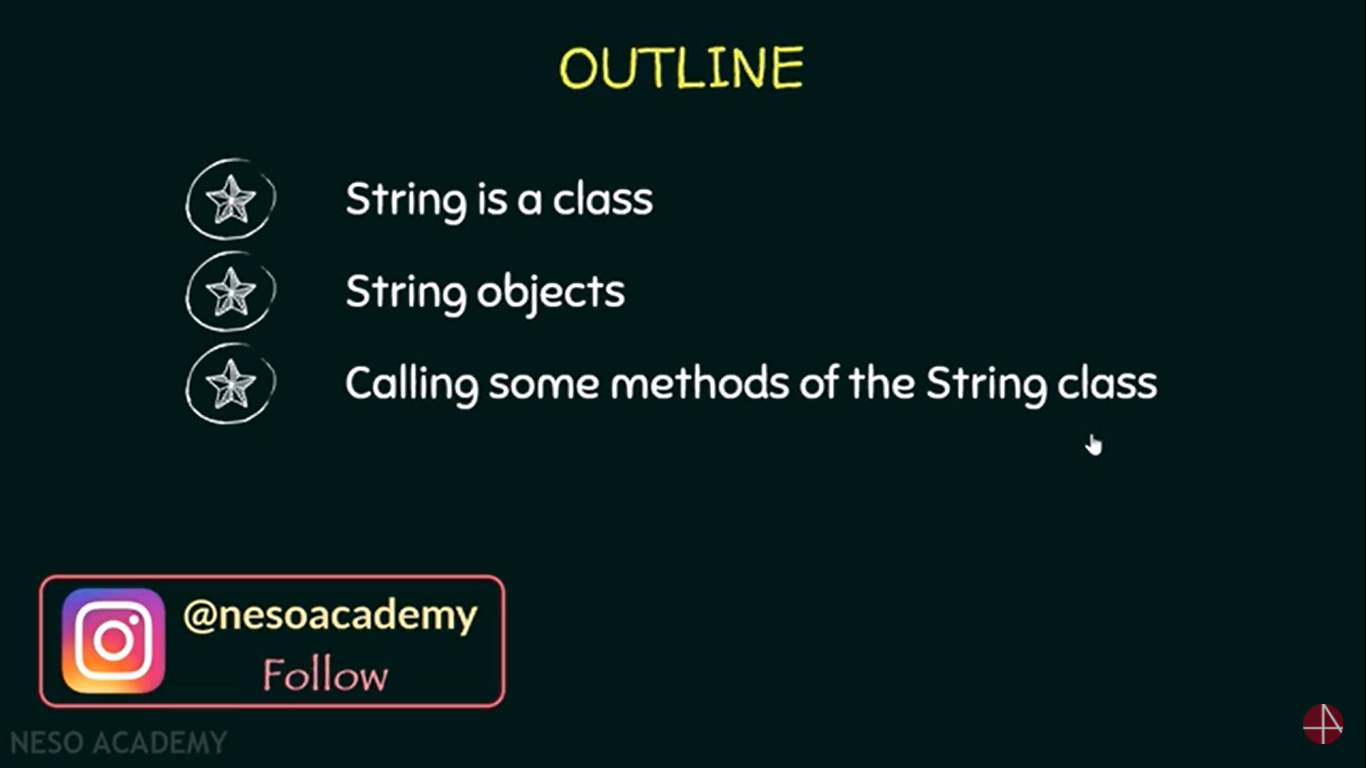 OUTLINE
String is a class
String objects
Calling some methods of the String class
@nesoacademy
Follow
NESO ACADEMY